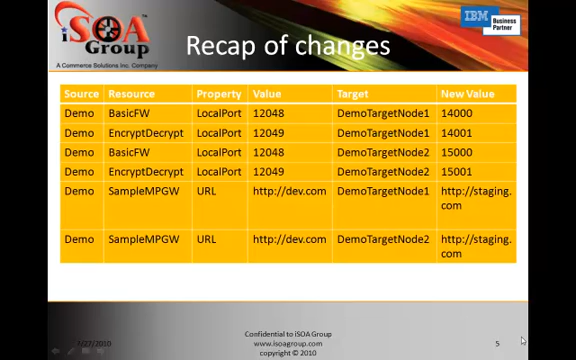 iSOA
Group
A Commerce Solutions Inc. Company
IBM
Business
Partner
Recap of changes
Source Resource Property Value Target New Value
Demo BasicFW LocalPort 12048 DemoTargetNode1 14000
Demo EncryptDecrypt LocalPort 12049 DemoTargetNode1 14001
Demo BasicFW LocalPort 12048 DemoTargetNode2 15000
Demo EncryptDecrypt LocalPort 12049 DemoTargetNode2 15001
Demo SampleMPGW URL http://dev.com DemoTargetNode1 http://staging.
com
Demo SampleMPGW URL http://dev.com DemoTargetNode2 http://staging.
com
Confidential to iSOA Group
7/27/2010 www.isoagroup.com 5
copyright © 2010